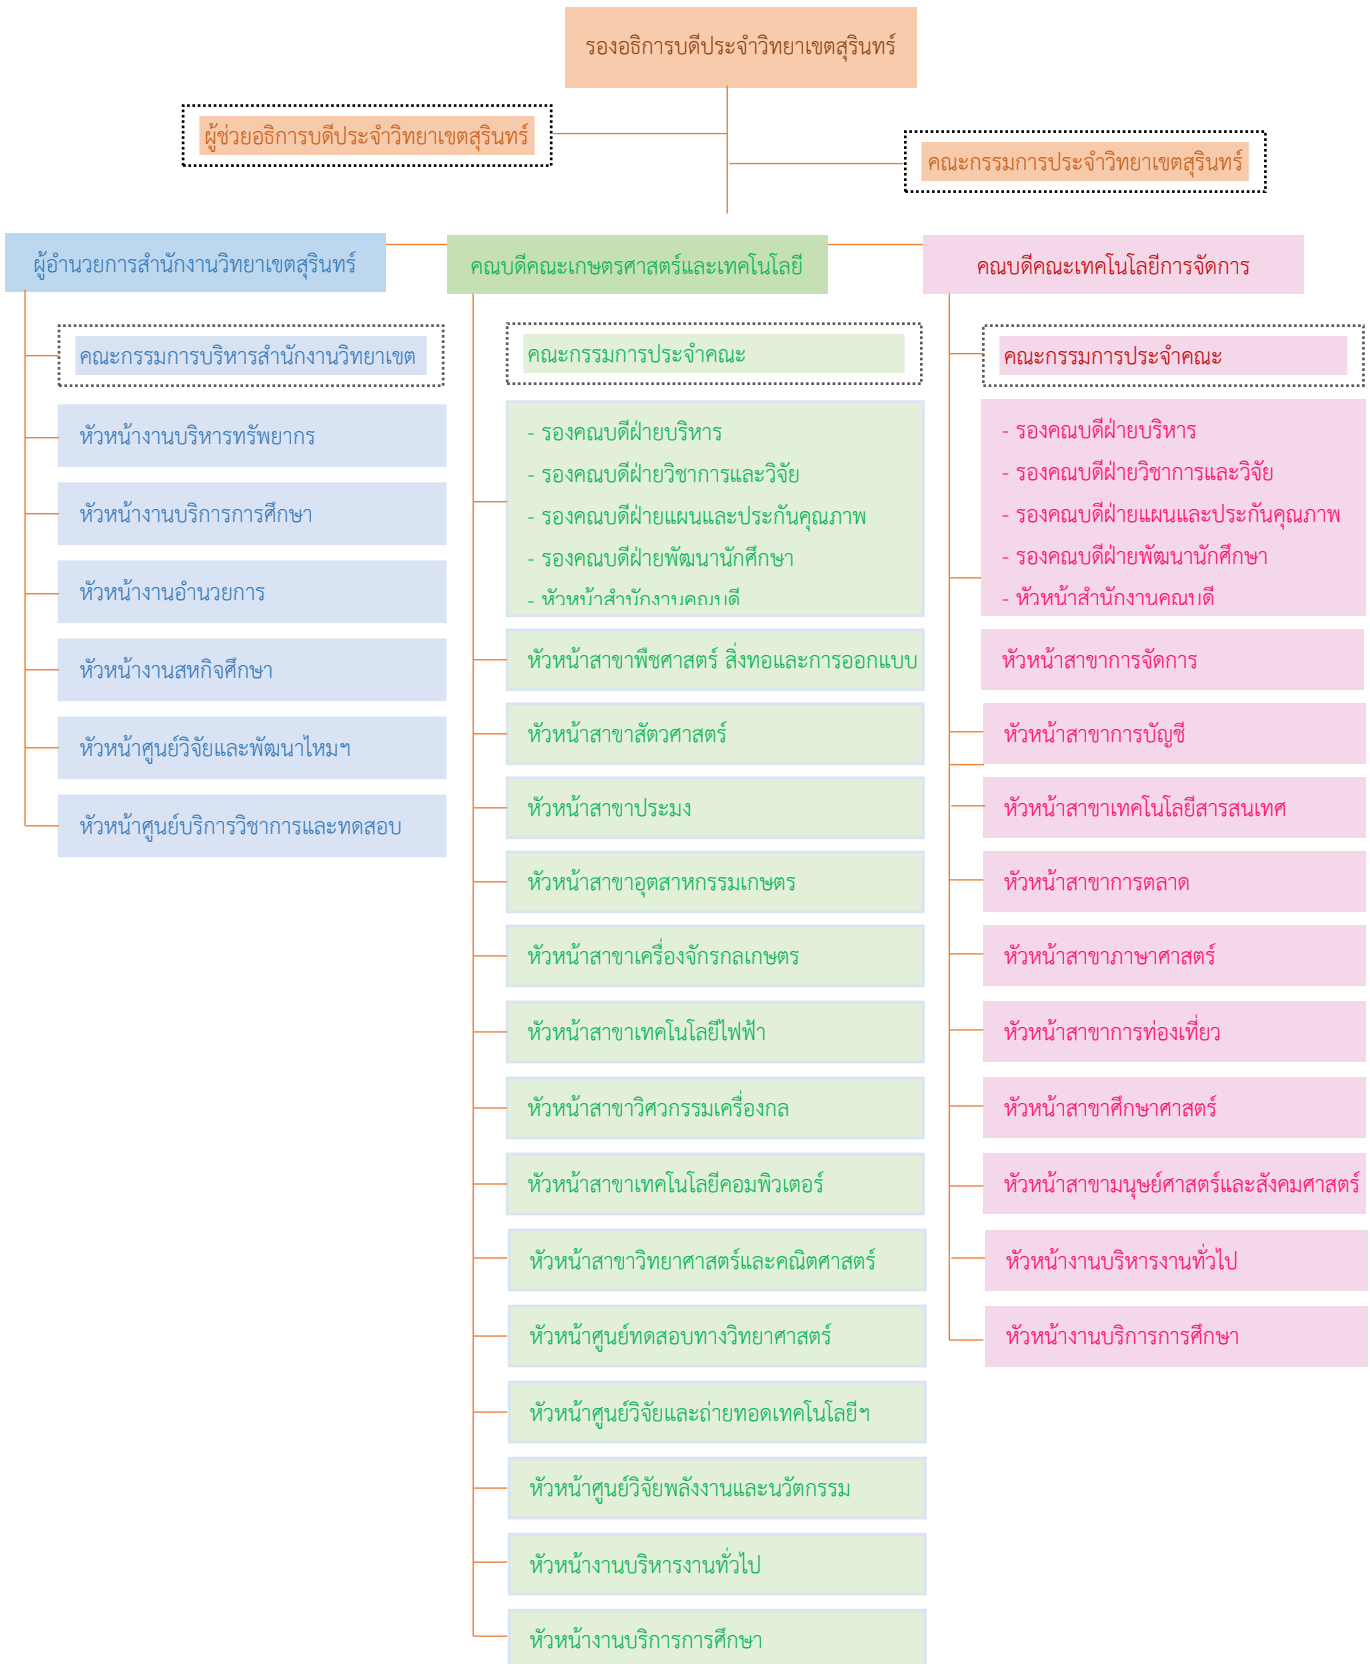 รองอธิการบดีประจำวิทยาเขตสุรินทร์
ผู้ช่วยอธิการบดีประจำวิทยาเขตสุรินทร์
คณะกรรมการประจำวิทยาเขตสุรินทร์
ผู้อำนวยการสำนักงานวิทยาเขตสุรินทร์
คณะกรรมการบริหารสำนักงานวิทยาเขต
หัวหน้างานบริหารทรัพยากร
หัวหน้างานบริการการศึกษา
หัวหน้างานอำนวยการ
หัวหน้างานสหกิจศึกษา
หัวหน้าศูนย์วิจัยและพัฒนาไหมฯ
หัวหน้าศูนย์บริการวิชาการและทดสอบ
คณบดีคณะเกษตรศาสตร์และเทคโนโลยี
คณะกรรมการประจำคณะ
- รองคณบดีฝ่ายบริหาร
- รองคณบดีฝ่ายวิชาการและวิจัย
- รองคณบดีฝ่ายแผนและประกันคุณภาพ
- รองคณบดีฝ่ายพัฒนานักศึกษา
- หัวหน้าสำนักงานคณบดี
หัวหน้าสาขาพืชศาสตร์ สิ่งทอและการออกแบบ
หัวหน้าสาขาสัตวศาสตร์
หัวหน้าสาขาประมง
หัวหน้าสาขาอุตสาหกรรมเกษตร
หัวหน้าสาขาเครื่องจักรกลเกษตร
หัวหน้าสาขาเทคโนโลยีไฟฟ้า
หัวหน้าสาขาวิศวกรรมเครื่องกล
หัวหน้าสาขาเทคโนโลยีคอมพิวเตอร์
หัวหน้าสาขาวิทยาศาสตร์และคณิตศาสตร์
หัวหน้าศูนย์ทดสอบทางวิทยาศาสตร์
หัวหน้าศูนย์วิจัยและถ่ายทอดเทคโนโลยีฯ
หัวหน้าศูนย์วิจัยพลังงานและนวัตกรรม
หัวหน้างานบริหารงานทั่วไป
หัวหน้างานบริการการศึกษา
คณบดีคณะเทคโนโลยีการจัดการ
คณะกรรมการประจำคณะ
- รองคณบดีฝ่ายบริหาร
- รองคณบดีฝ่ายวิชาการและวิจัย
- รองคณบดีฝ่ายแผนและประกันคุณภาพ
- รองคณบดีฝ่ายพัฒนานักศึกษา
- หัวหน้าสำนักงานคณบดี
หัวหน้าสาขาการจัดการ
หัวหน้าสาขาการบัญชี
หัวหน้าสาขาเทคโนโลยีสารสนเทศ
หัวหน้าสาขาการตลาด
หัวหน้าสาขาภาษาศาสตร์
หัวหน้าสาขาการท่องเที่ยว
หัวหน้าสาขาศึกษาศาสตร์
หัวหน้าสาขามนุษย์ศาสตร์และสังคมศาสตร์
หัวหน้างานบริหารงานทั่วไป
หัวหน้างานบริการการศึกษา